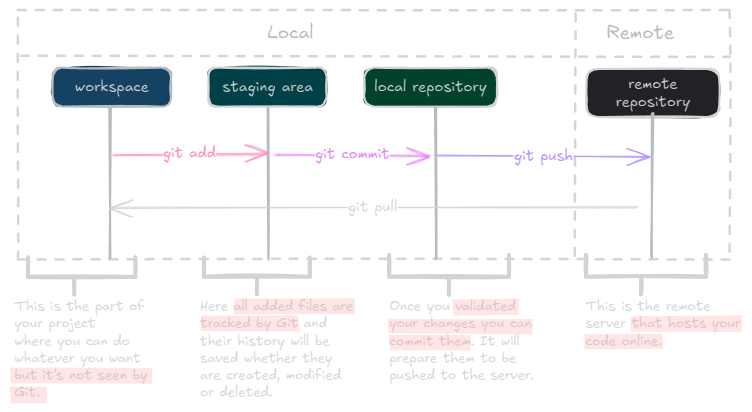 Local
Remote
workspace
staging area
local repository
remote
repository
git add
git commit
git push
git pull
This is the part of
your project
where you can do
whatever you want
but it's not seen by
Git.
Here all added files are
tracked by Git and
their history will be
saved whether they
are created, modified
or deleted.
Once you validated
your changes you can
commit them. It will
prepare them to be
pushed to the server.
This is the remote
server that hosts your
code online.